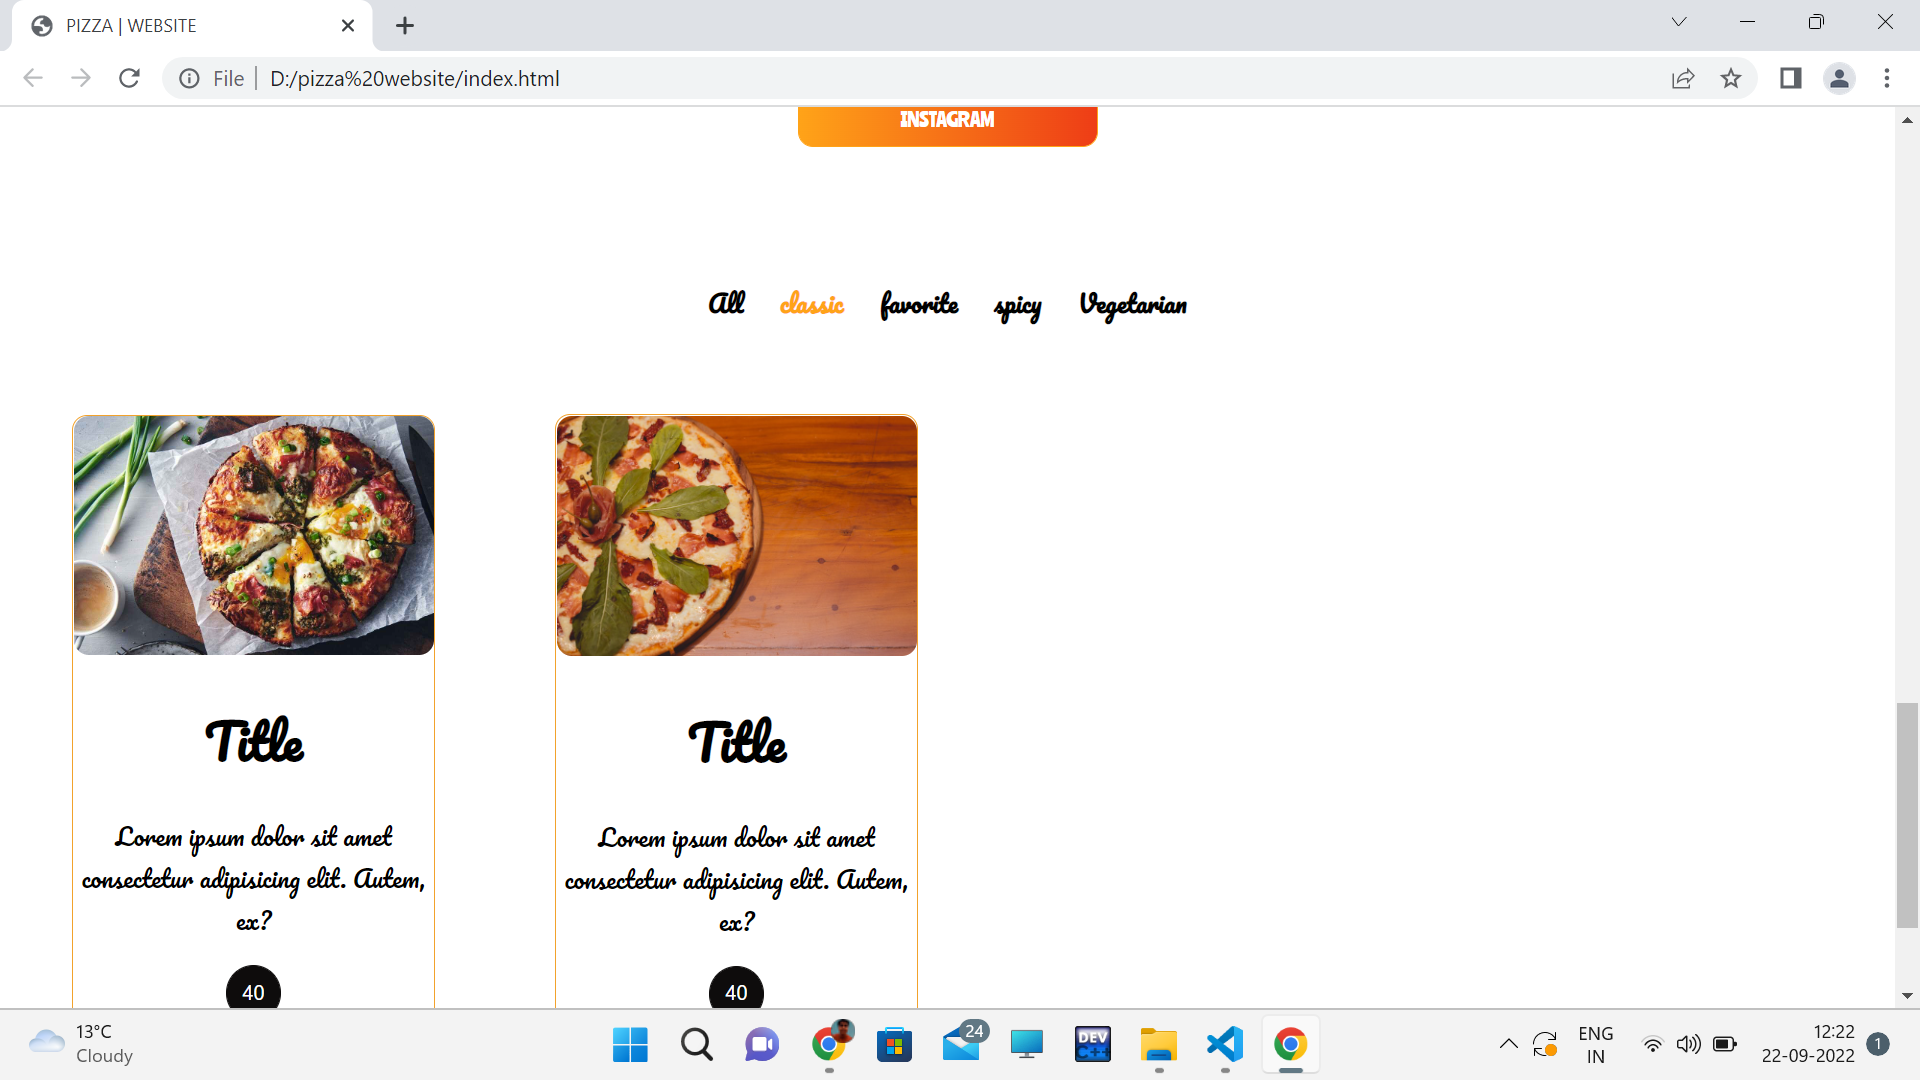 PIZZA | WEBSITE
File | D:/pizza%20website/index.html
INSTAGRAM
All classic favorite spicy Vegetarian
Title
Lorem ipsum dolor sit amet
consectetur adipisicing elit. Autem,
ex?
40
Title
Lorem ipsum dolor sit amet
consectetur adipisicing elit. Autem,
ex?
40
13°C
Cloudy
24
DEV
C++
ENG
IN
12:22
22-09-2022
1